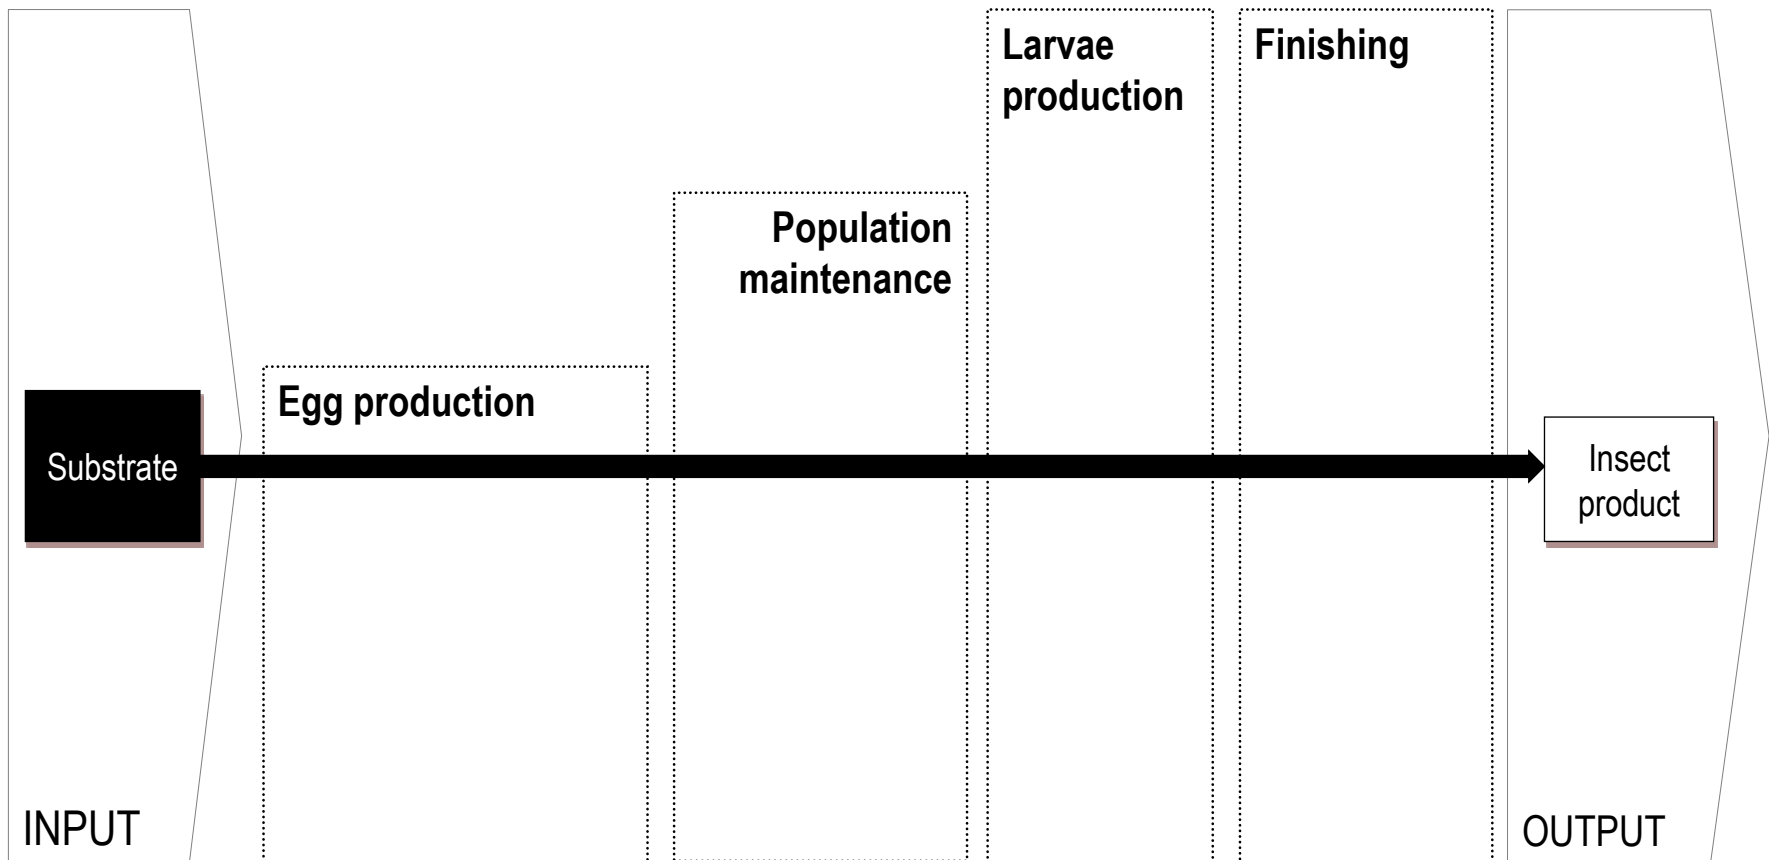 Larvae
production
Finishing
Population
maintenance
Egg production
Substrate
Insect
product
INPUT
OUTPUT